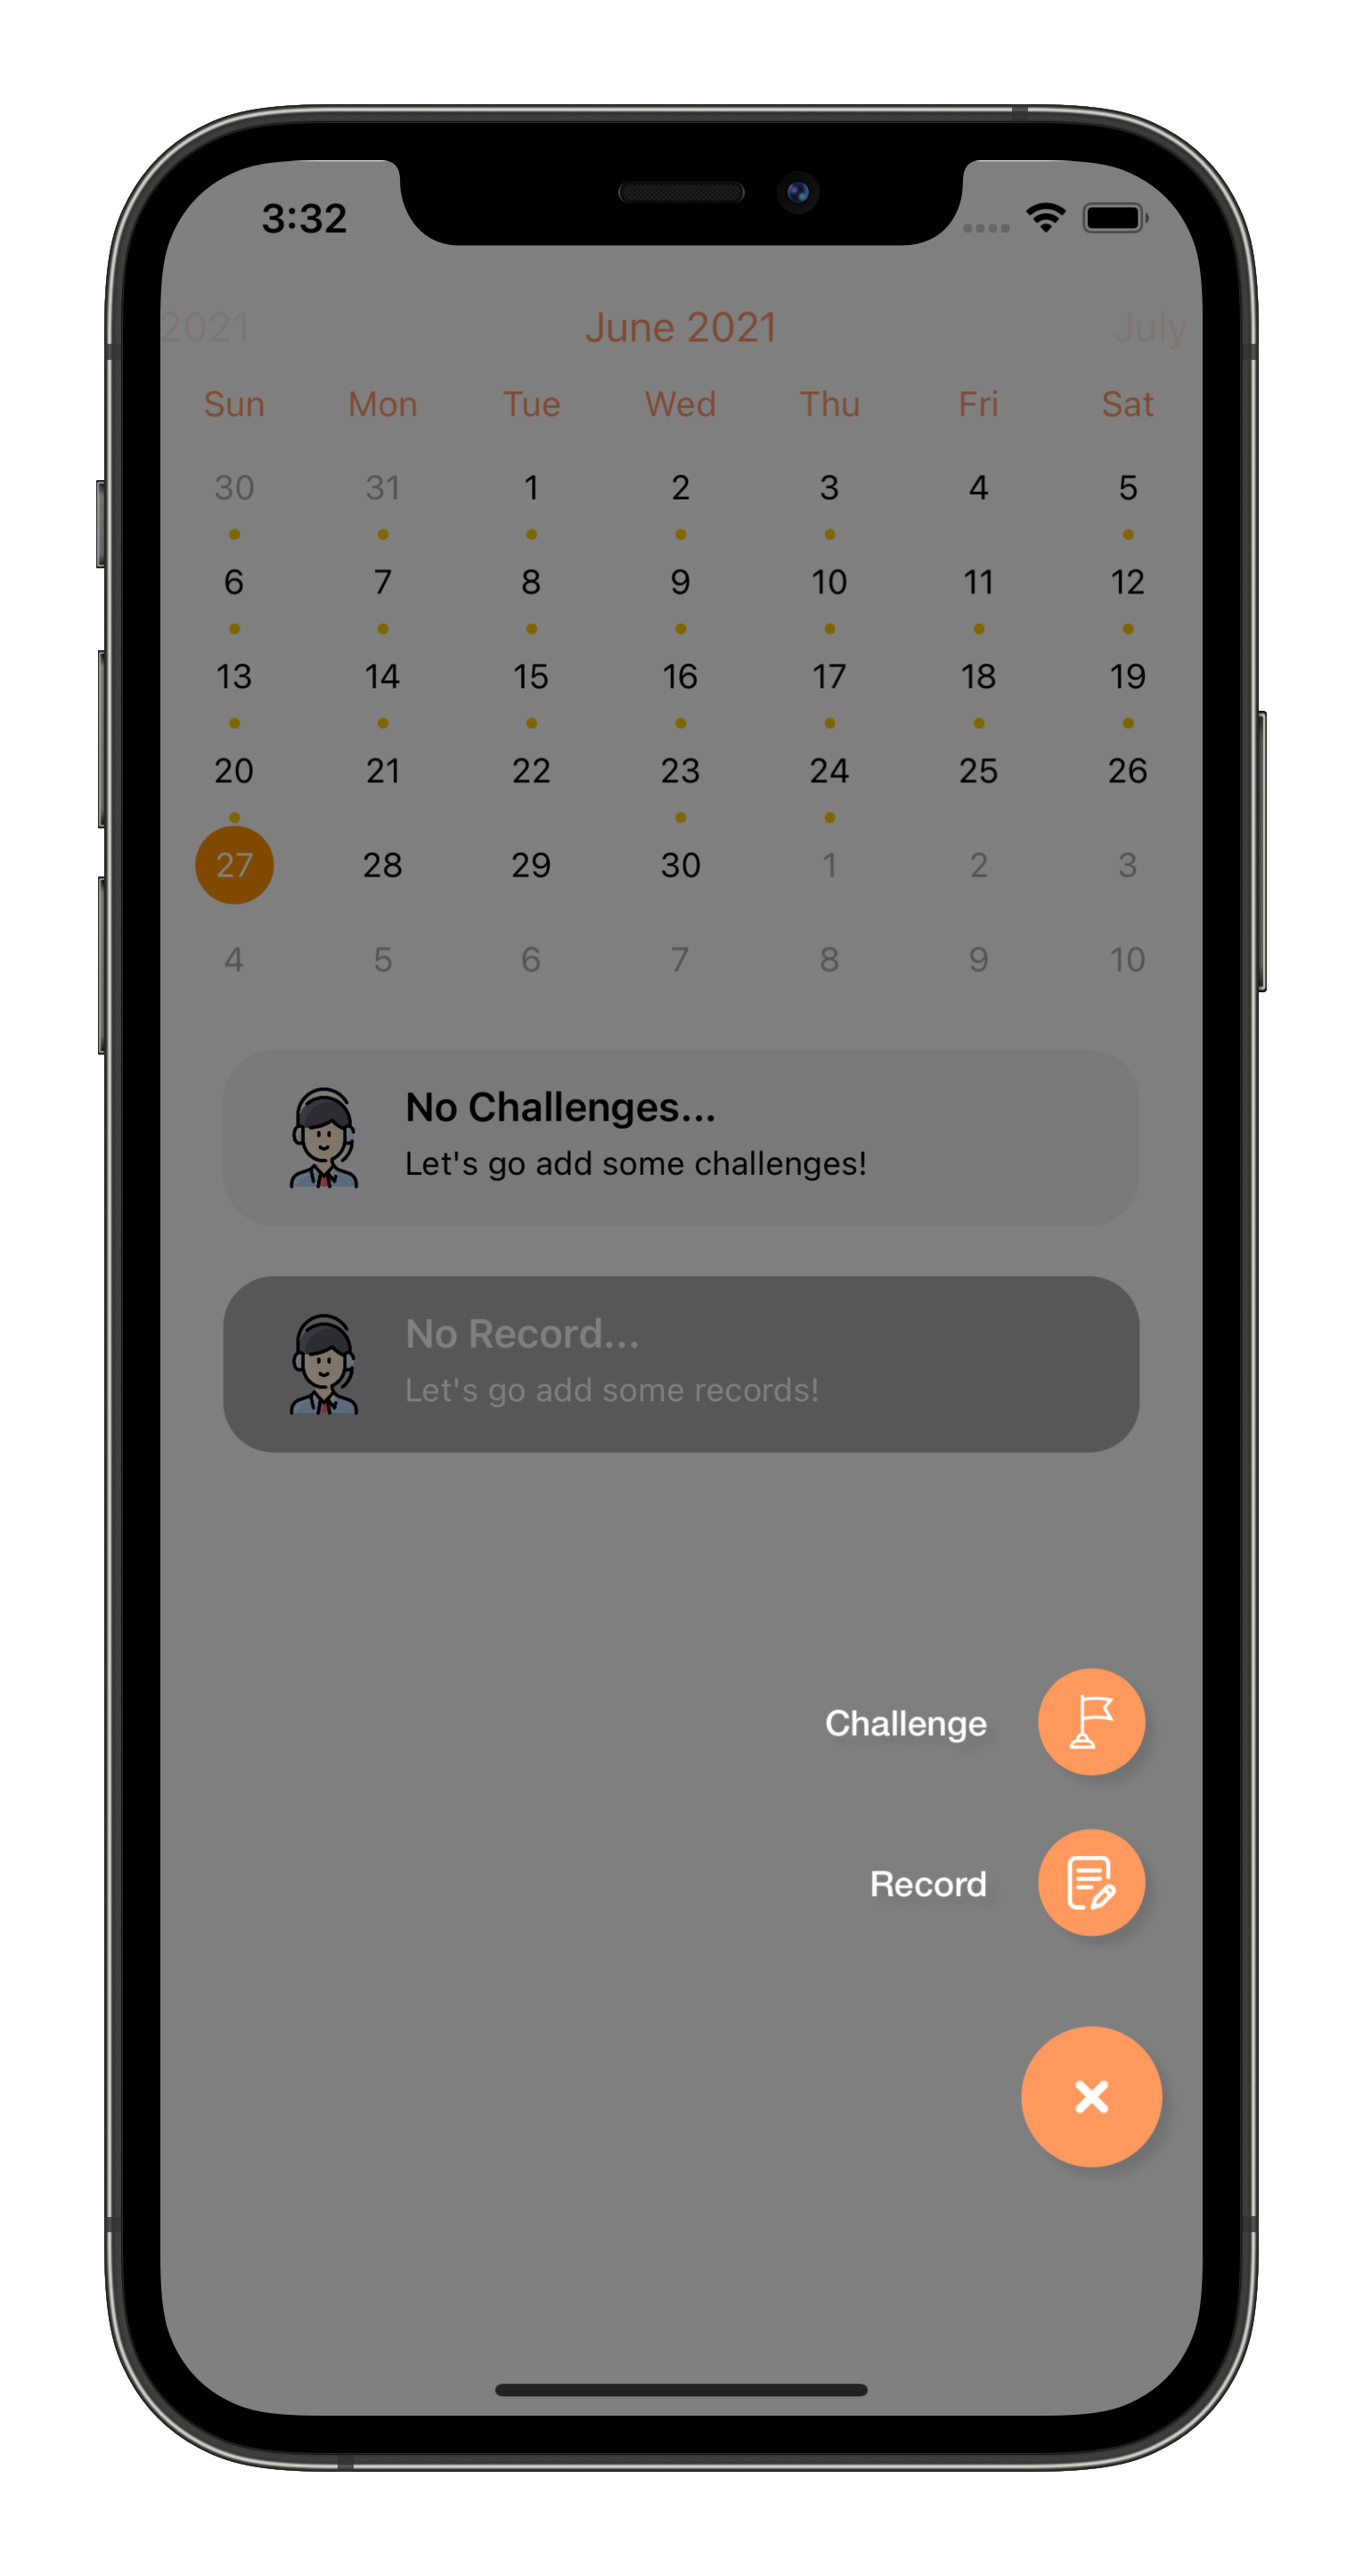 3:32
2021 June 2021 July
Sun Mon Tue Wed Thu Fri Sat
30 31 1 2 3 4 5
6 7 8 9 10 11 12
13 14 15 16 17 18 19
20 21 22 23 24 25 26
27 28 29 30 1 2 3
4 5 6 7 8 9 10
No Challenges...
Let's go add some challenges!
No Record...
Let's go add some records!
Challenge
Record